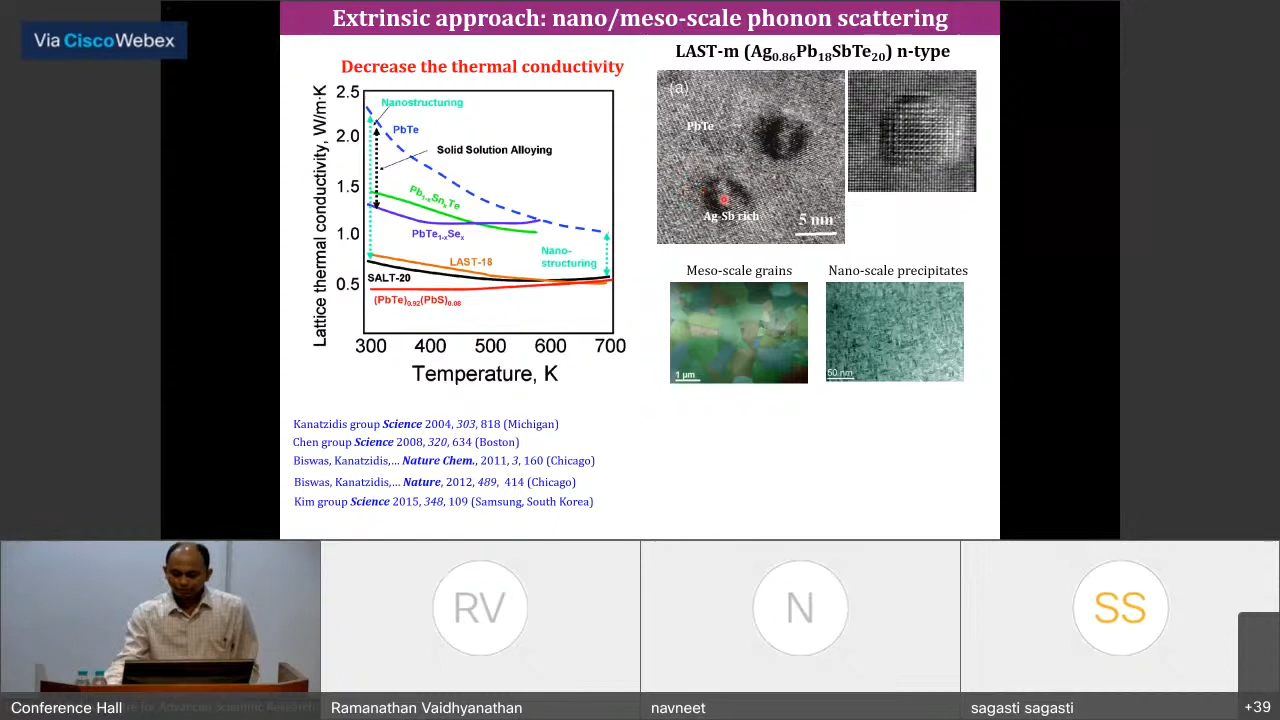 Via Cisco Webex
Extrinsic approach: nano/meso-scale phonon scattering
Decrease the thermal conductivity
LAST-m (Ag0.86Pb18SbTe20) n-type
Lattice thermal conductivity, W/m·K
2.5
2.0
1.5
1.0
0.5
Nanostructuring
PbTe
Solid Solution Alloying
Pb1-xSnxTe
PbTe1-xSex
Nano-
structuring
LAST-18
SALT-20
(PbTe)0.92(PbS)0.08
300 400 500 600 700
Temperature, K
(a)
PbTe
Ag-Sb rich
5 nm
Meso-scale grains
Nano-scale precipitates
1 µm
50 nm
Kanatzidis group Science 2004, 303, 818 (Michigan)
Chen group Science 2008, 320, 634 (Boston)
Biswas, Kanatzidis,... Nature Chem., 2011, 3, 160 (Chicago)
Biswas, Kanatzidis,... Nature, 2012, 489, 414 (Chicago)
Kim group Science 2015, 348, 109 (Samsung, South Korea)
RV
N
SS
Conference Hall
re for Advanced Scientific Research
Ramanathan Vaidhyanathan
navneet
sagasti sagasti
+39